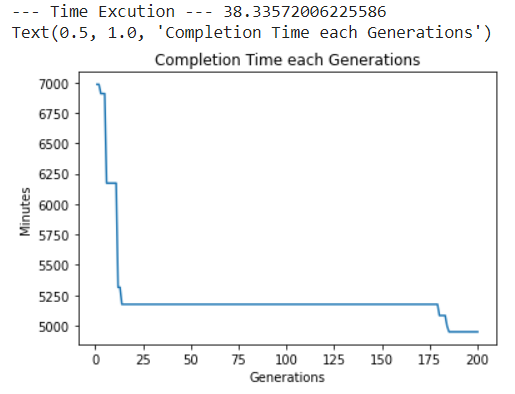 --- Time Excution --- 38.33572006225586
Text(0.5, 1.0, 'Completion Time each Generations')
Completion Time each Generations
7000
6750
6500
6250
6000
5750
5500
5250
5000
Minutes
0 25 50 75 100 125 150 175 200
Generations